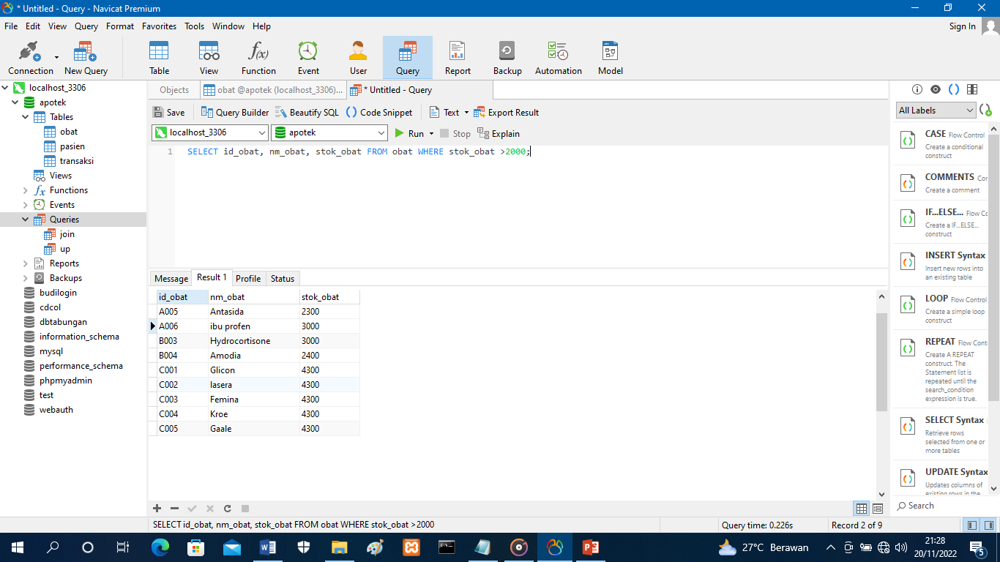 * Untitled - Query - Navicat Premium
File Edit View Query Format Favorites Tools Window Help
Sign In
Connection New Query Table View Function Event User Query Report Backup Automation Model
f(x)
localhost_3306
apotek
Tables
obat
pasien
transaksi
Views
Functions
Events
Queries
join
up
Reports
Backups
budilogin
cdcol
dbtabungan
information_schema
mysql
performance_schema
phpmyadmin
test
webauth
Objects obat @apotek (localhost_3306)... * Untitled - Query
Save Query Builder Beautify SQL () Code Snippet Text Export Result
localhost_3306 apotek Run Stop Explain
1 SELECT id_obat, nm_obat, stok_obat FROM obat WHERE stok_obat >2000;
Message Result 1 Profile Status
id_obat nm_obat stok_obat
A005 Antasida 2300
A006 ibu profen 3000
B003 Hydrocortisone 3000
B004 Amodia 2400
C001 Glicon 4300
C002 lasera 4300
C003 Femina 4300
C004 Kroe 4300
C005 Gaale 4300
All Labels
CASE Flow Control
Create a conditional
construct
COMMENTS Cor
Create a comment
IF...ELSE... Flow Cc
Create a IF...ELSE...
construct
INSERT Syntax
Insert new rows into
an existing table
LOOP Flow Control
Create a simple loop
construct
REPEAT Flow Cont
Create A REPEAT
construct. The
Statement list is
repeated until the
search_condition
expression is true.
SELECT Syntax
Retrieve rows
selected from one or
more tables
UPDATE Syntax
Updates columns of
existing rows in the
Search
SELECT id_obat, nm_obat, stok_obat FROM obat WHERE stok_obat >2000
Query time: 0.226s
Record 2 of 9
27°C Berawan
21:28
20/11/2022
5